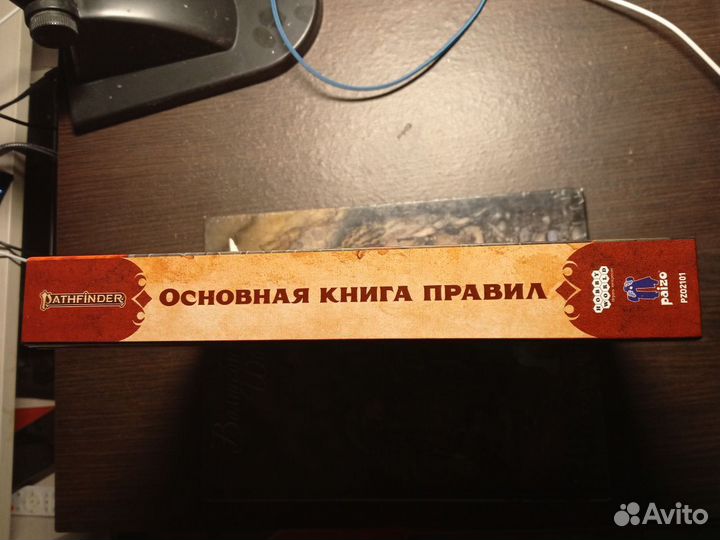 PATHFINDER
ОСНОВНАЯ КНИГА ПРАВИЛ
HOBBY
WORLD
paizo
PZO2101
Avito